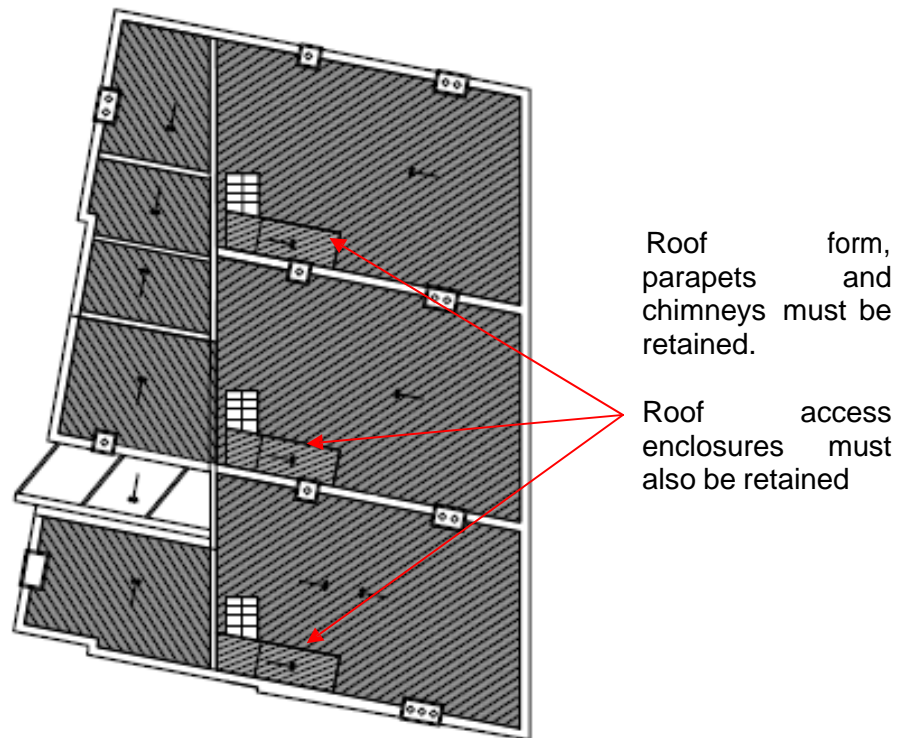 Roof form,
parapets and
chimneys must be
retained.
Roof access
enclosures must
also be retained